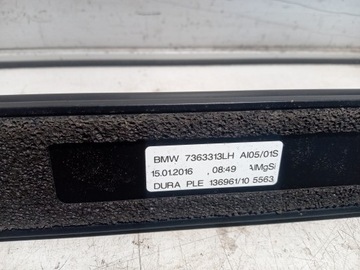 BMW 7363313LH AI05/01S
15.01.2016 , 08:49 AlMgSi
DURA PLE 136961/10 5563